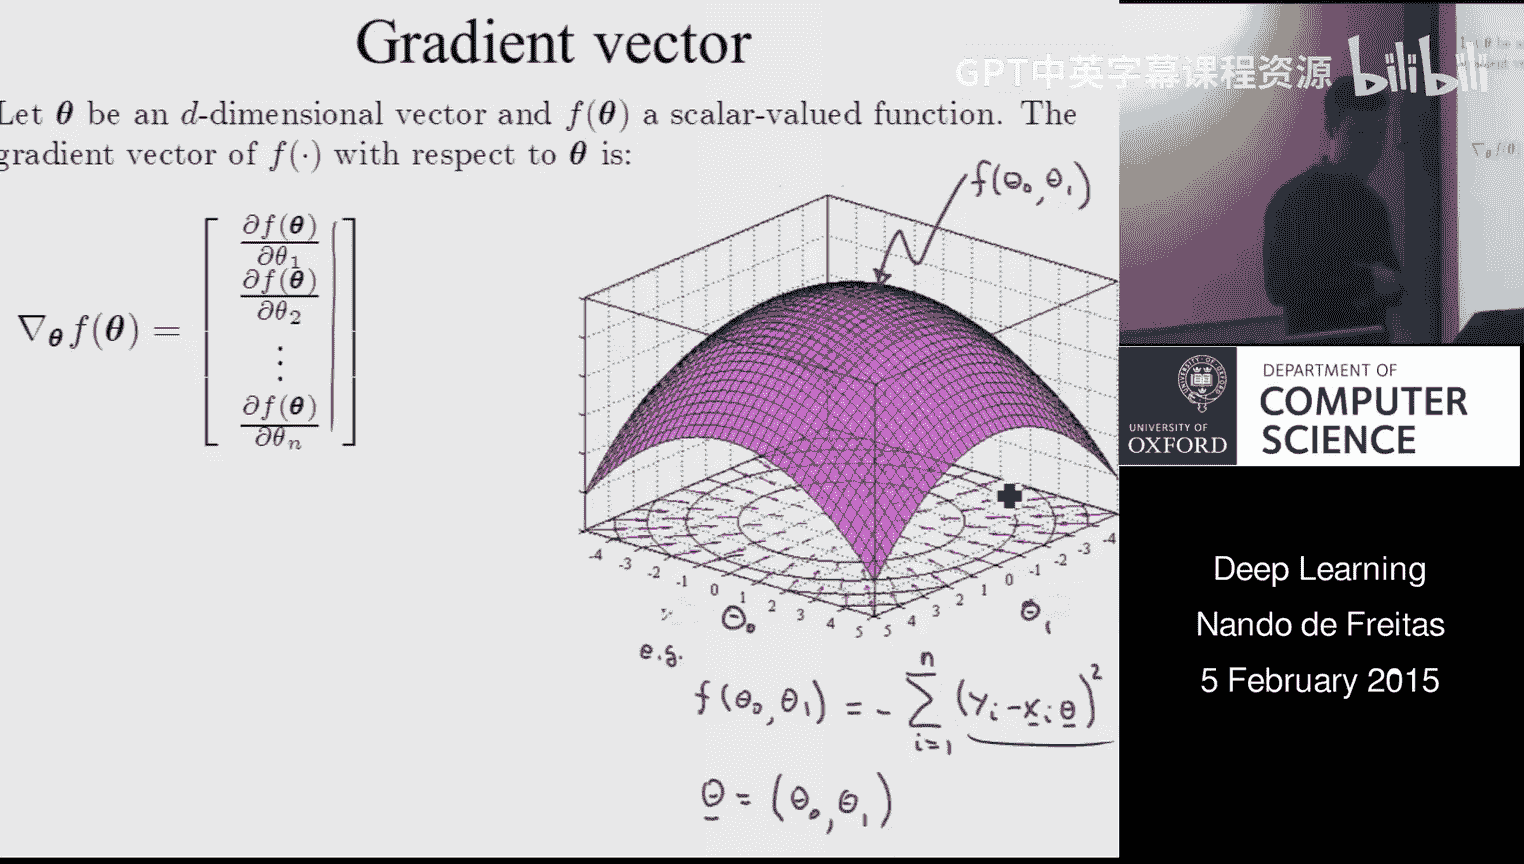 Gradient vector
Let θ be an d-dimensional vector and f(θ) a scalar-valued function. The
gradient vector of f(·) with respect to θ is:
∇θ f(θ) = [ ∂f(θ)/∂θ1
∂f(θ)/∂θ2
⋮
∂f(θ)/∂θn ]
f(θ0, θ1)
-4 -3 -2 -1 0 1 2 3 4 5
5 4 3 2 1 0 -1 -2 -3 -4
θ0
θ1
e.g.
f(θ0, θ1) = - ∑ i=1 n (yi - xi θ)²
θ = (θ0, θ1)
GPT中英字幕课程资源 bilibili
UNIVERSITY OF
OXFORD
DEPARTMENT OF
COMPUTER
SCIENCE
Deep Learning
Nando de Freitas
5 February 2015